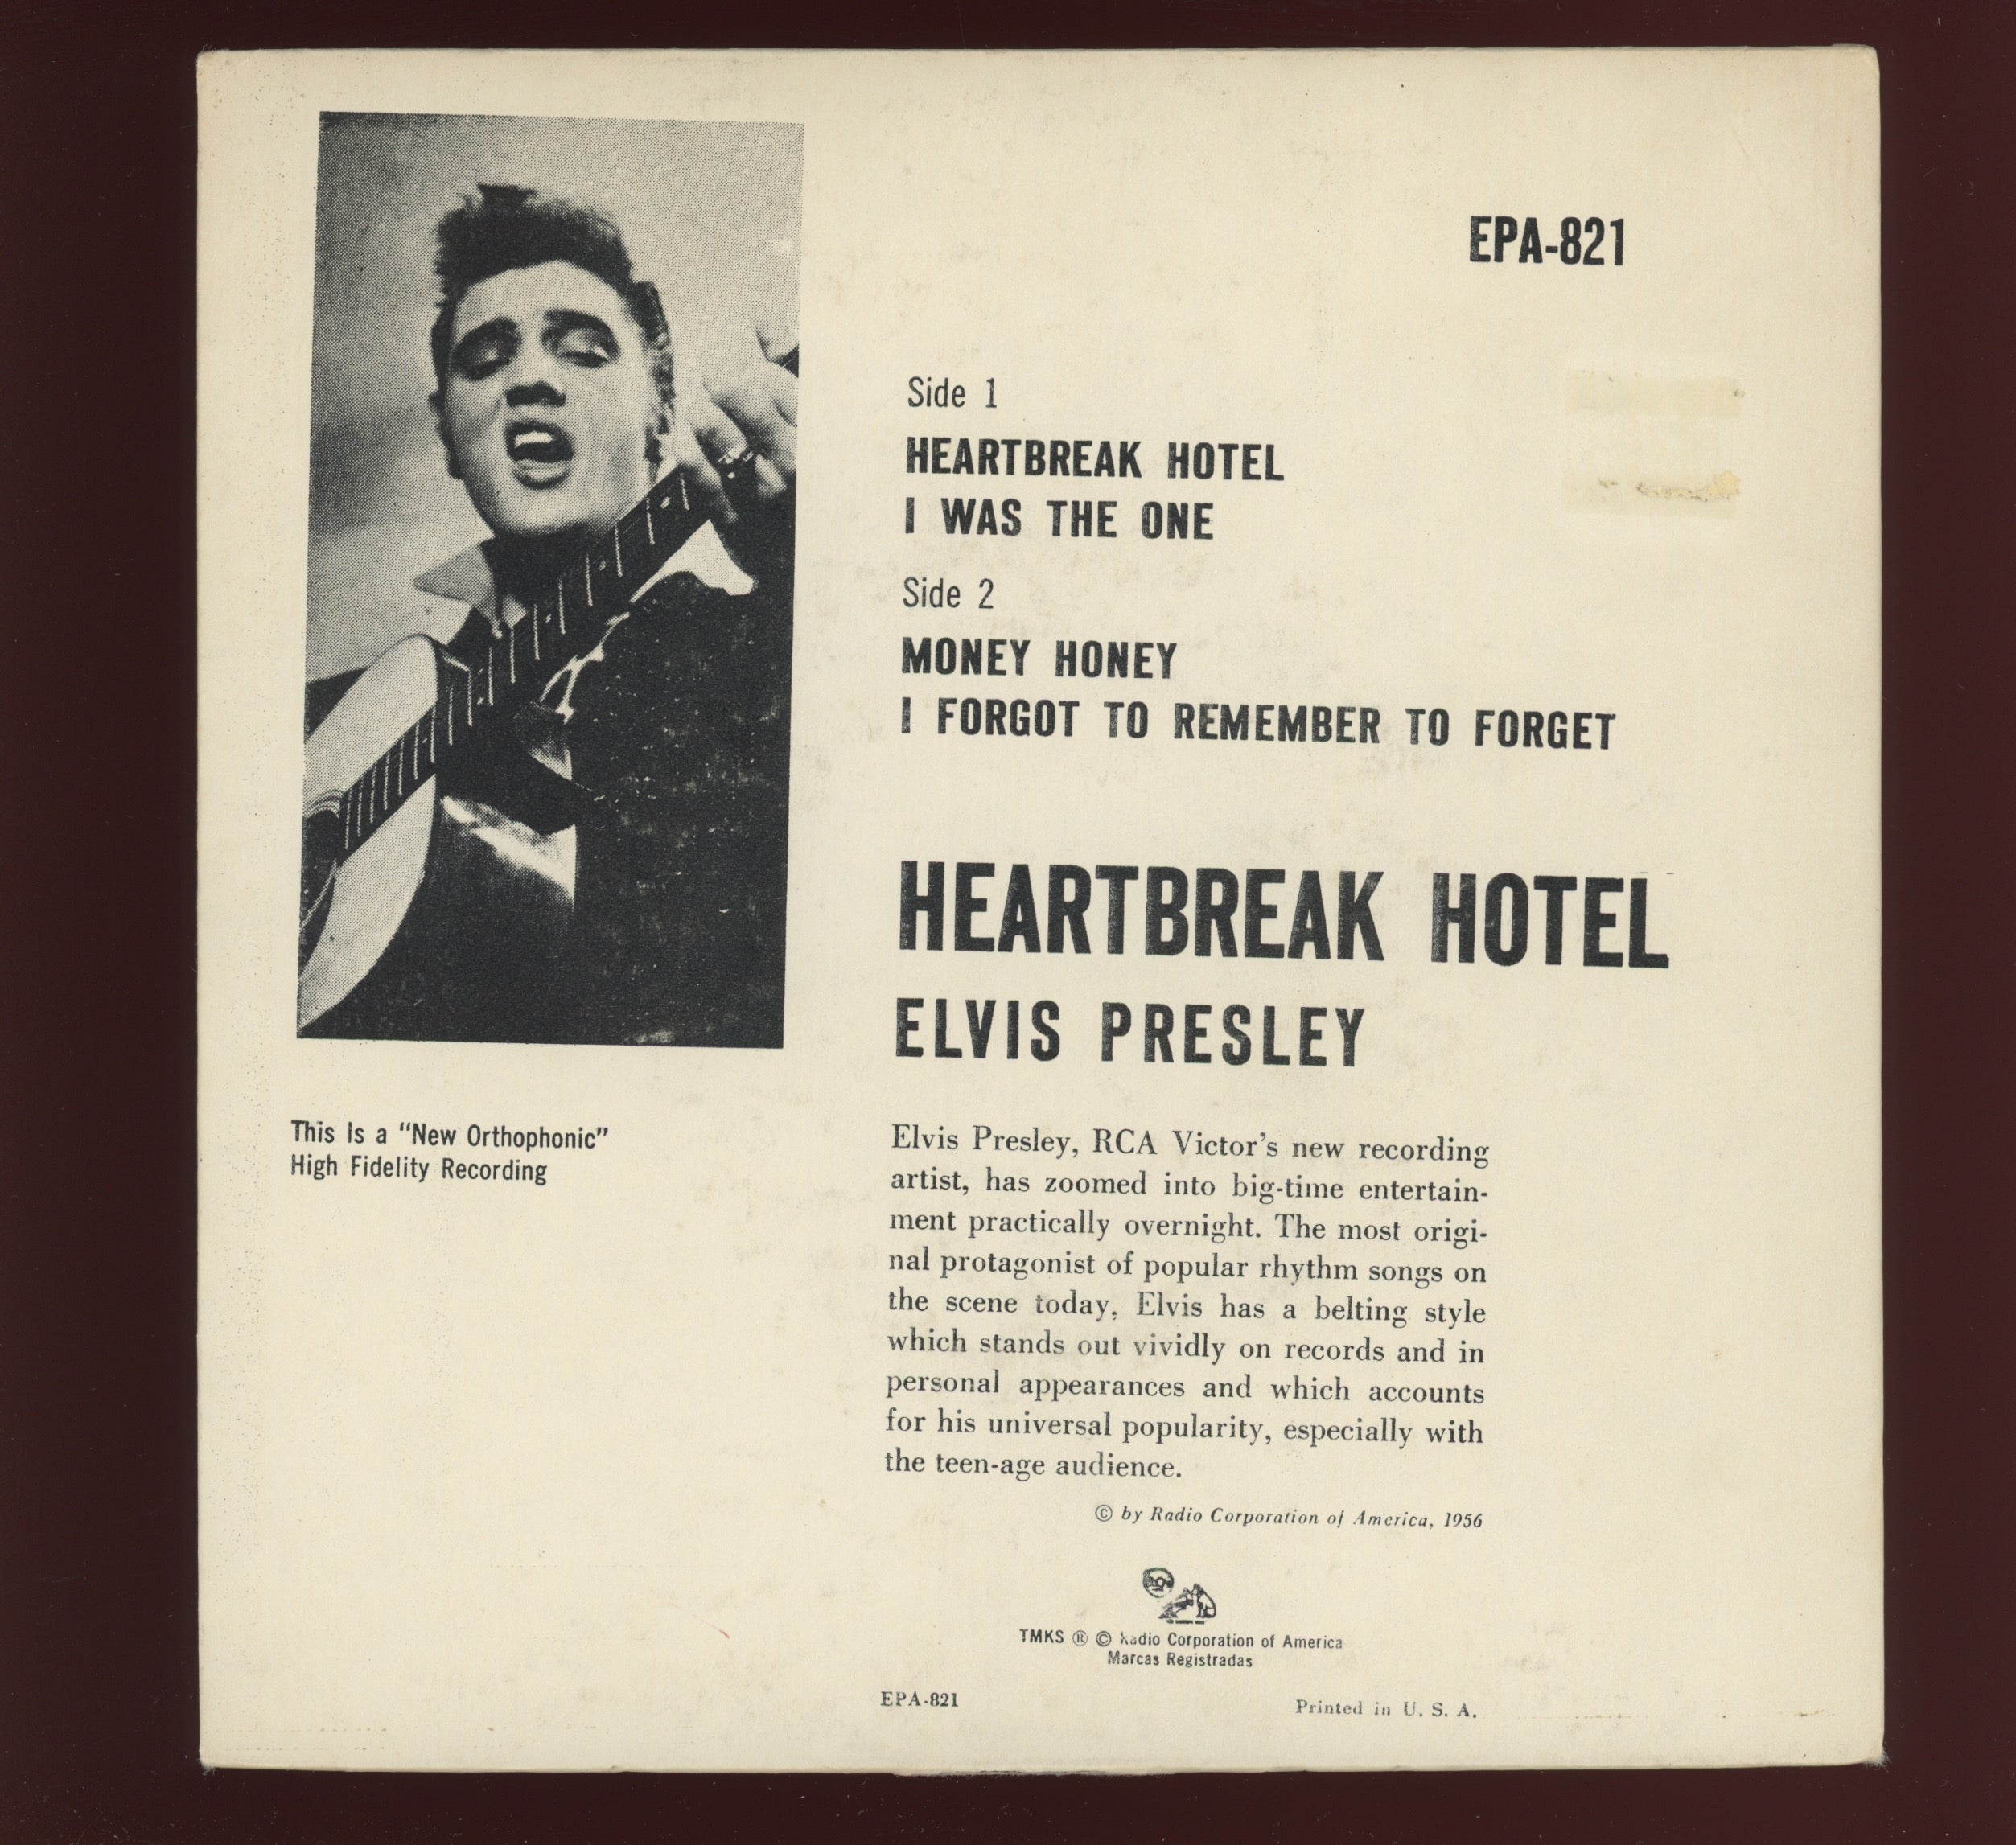 EPA-821
Side 1
HEARTBREAK HOTEL
I WAS THE ONE
Side 2
MONEY HONEY
I FORGOT TO REMEMBER TO FORGET
HEARTBREAK HOTEL
ELVIS PRESLEY
This Is a “New Orthophonic”
High Fidelity Recording
Elvis Presley, RCA Victor’s new recording
artist, has zoomed into big-time entertain-
ment practically overnight. The most origi-
nal protagonist of popular rhythm songs on
the scene today, Elvis has a belting style
which stands out vividly on records and in
personal appearances and which accounts
for his universal popularity, especially with
the teen-age audience.
© by Radio Corporation of America, 1956
TMKS ® © Radio Corporation of America
Marcas Registradas
EPA-821
Printed in U. S. A.